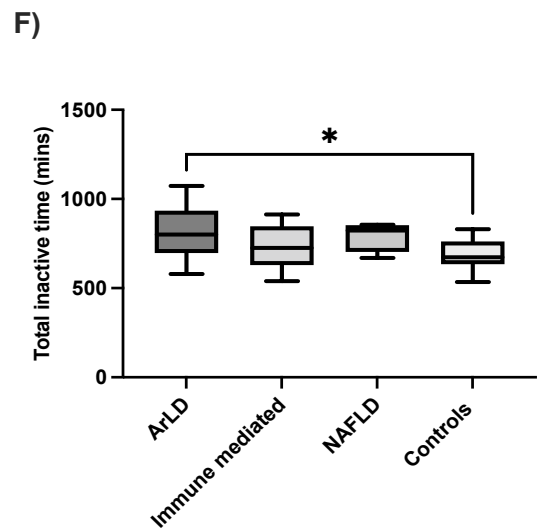 F)
Total inactive time (mins)
1500
1000
500
0
*
ArLD
Immune mediated
NAFLD
Controls